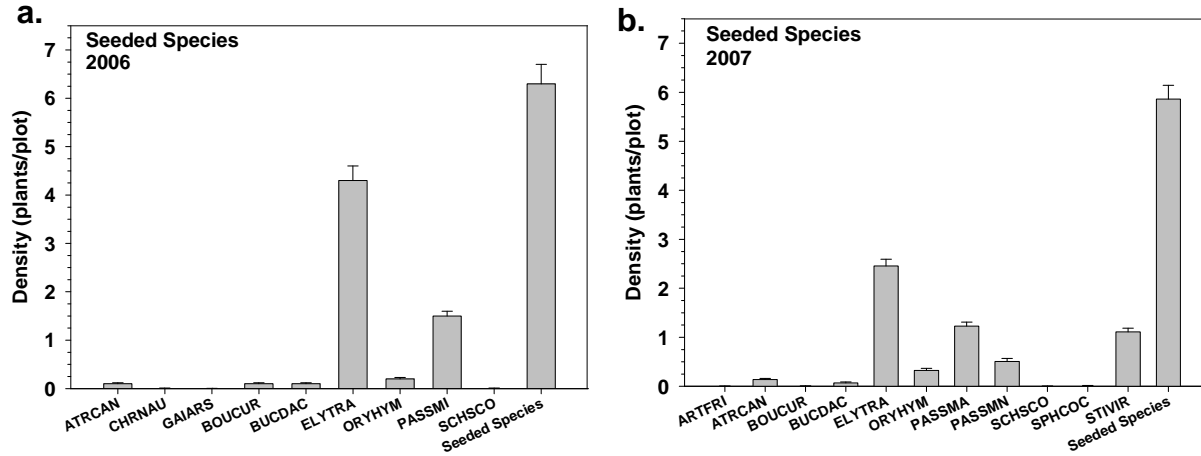 a.
Seeded Species
2006
Density (plants/plot)
7
6
5
4
3
2
1
0
ATRCAN
CHRNAU
GAIARS
BOUCUR
BUCDAC
ELYTRA
ORYHYM
PASSMI
SCHSCO
Seeded Species
b.
Seeded Species
2007
Density (plants/plot)
7
6
5
4
3
2
1
0
ARTFRI
ATRCAN
BOUCUR
BUCDAC
ELYTRA
ORYHYM
PASSMA
PASSMN
SCHSCO
SPHCOC
STIVIR
Seeded Species